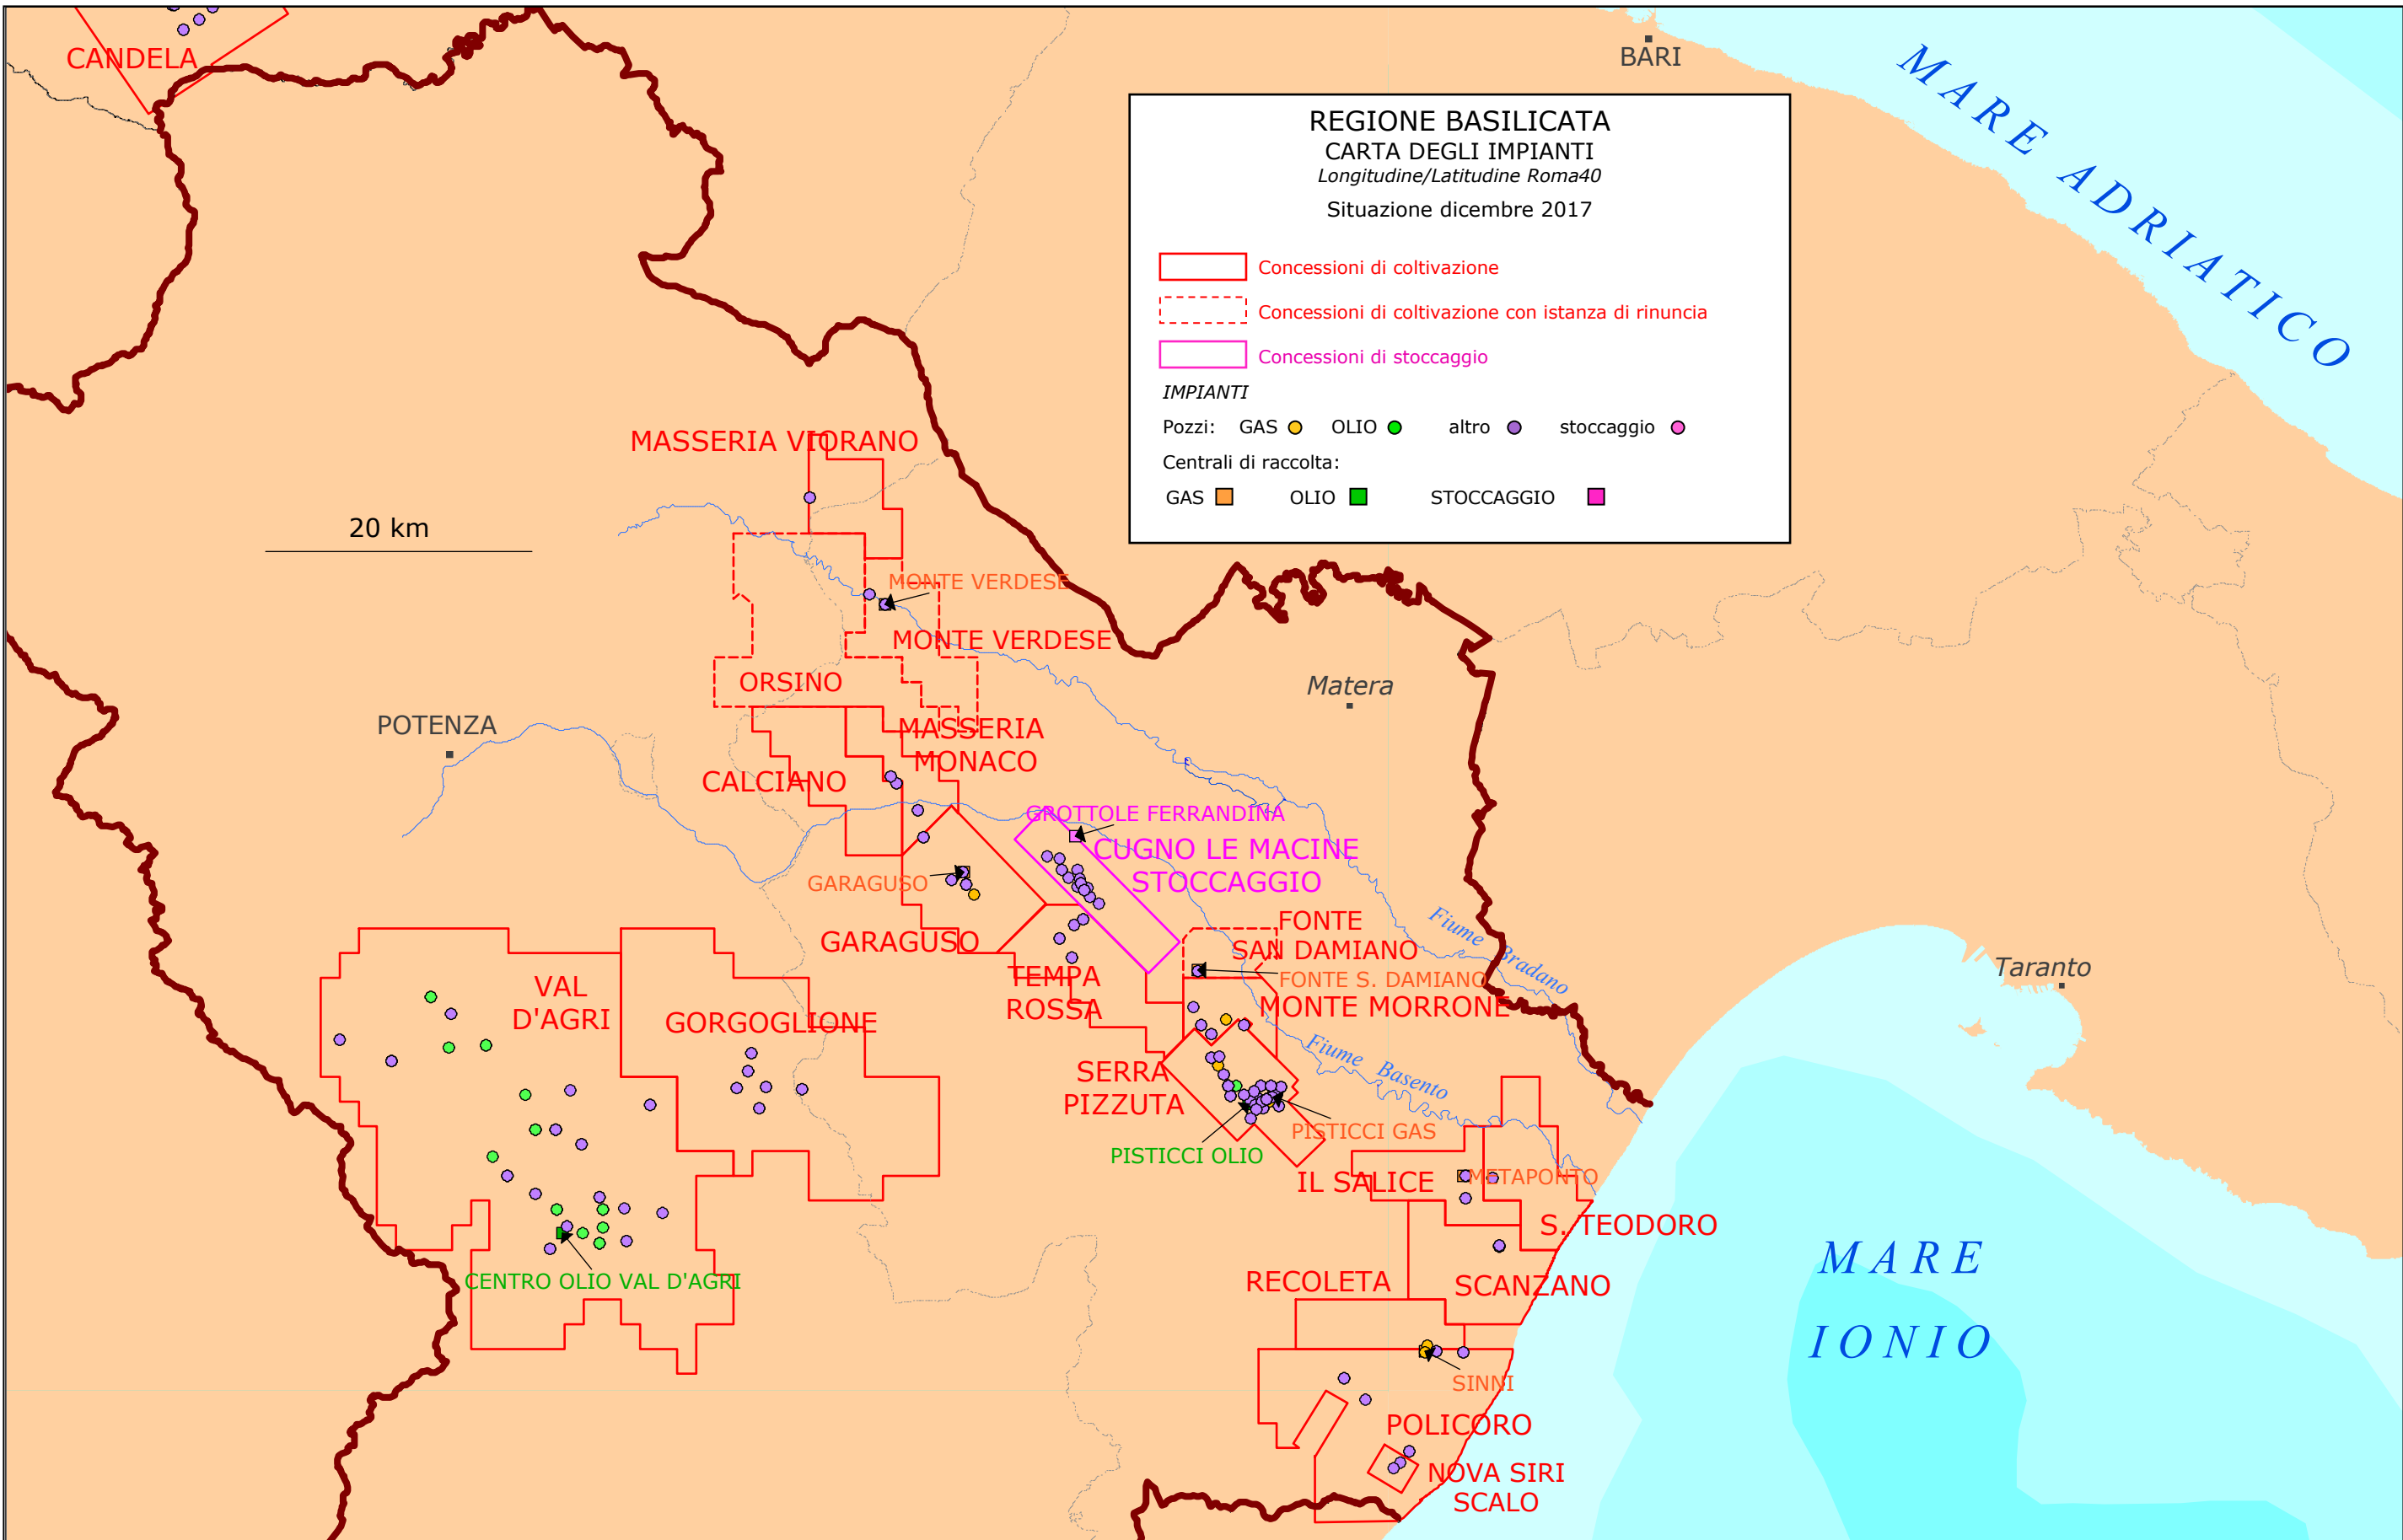 CANDELA
BARI
MARE ADRIATICO
REGIONE BASILICATA
CARTA DEGLI IMPIANTI
Longitudine/Latitudine Roma40
Situazione dicembre 2017
Concessioni di coltivazione
Concessioni di coltivazione con istanza di rinuncia
Concessioni di stoccaggio
IMPIANTI
Pozzi: GAS OLIO altro stoccaggio
Centrali di raccolta:
GAS OLIO STOCCAGGIO
MASSERIA VIORANO
20 km
MONTE VERDESE
MONTE VERDESE
ORSINO
Matera
POTENZA
MASSERIA
MONACO
CALCIANO
GROTTOLE FERRANDINA
CUGNO LE MACINE
STOCCAGGIO
GARAGUSO
GARAGUSO
FONTE
SAN DAMIANO
Fiume Bradano
FONTE S. DAMIANO
Taranto
TEMPA
ROSSA
MONTE MORRONE
VAL
D'AGRI
GORGOGLIONE
Fiume Basento
SERRA
PIZZUTA
PISTICCI GAS
PISTICCI OLIO
IL SALICE
METAPONTO
S. TEODORO
CENTRO OLIO VAL D'AGRI
RECOLETA
SCANZANO
MARE
IONIO
SINNI
POLICORO
NOVA SIRI
SCALO